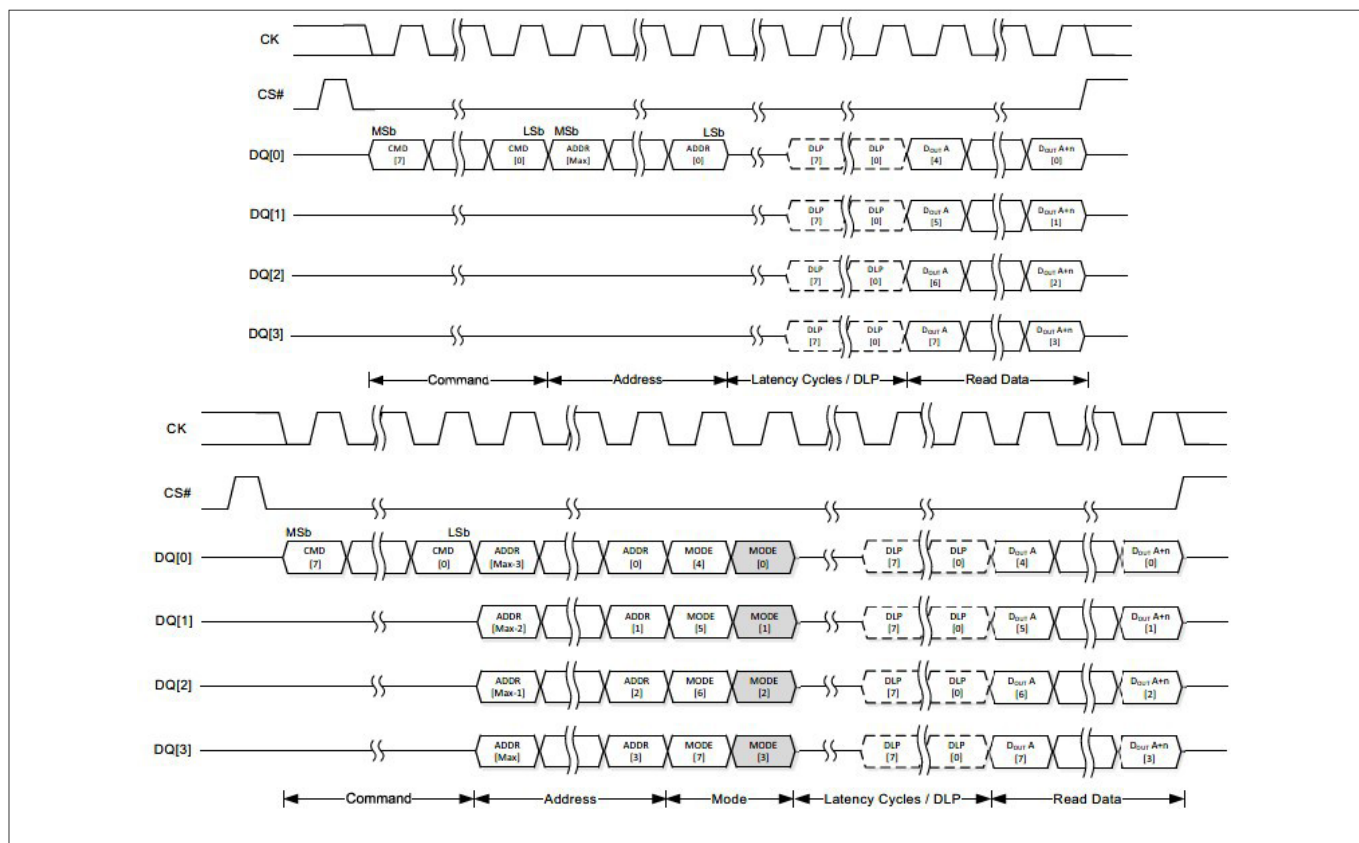 CK
CS#
MSb LSb MSb LSb
DQ[0] CMD [7] CMD [0] ADDR [Max] ADDR [0] DLP [7] DLP [0] DOUT A [4] DOUT A+n [0]
DQ[1] DLP [7] DLP [0] DOUT A [5] DOUT A+n [1]
DQ[2] DLP [7] DLP [0] DOUT A [6] DOUT A+n [2]
DQ[3] DLP [7] DLP [0] DOUT A [7] DOUT A+n [3]
Command Address Latency Cycles / DLP Read Data
CK
CS#
MSb LSb
DQ[0] CMD [7] CMD [0] ADDR [Max-3] ADDR [0] MODE [4] MODE [0] DLP [7] DLP [0] DOUT A [4] DOUT A+n [0]
DQ[1] ADDR [Max-2] ADDR [1] MODE [5] MODE [1] DLP [7] DLP [0] DOUT A [5] DOUT A+n [1]
DQ[2] ADDR [Max-1] ADDR [2] MODE [6] MODE [2] DLP [7] DLP [0] DOUT A [6] DOUT A+n [2]
DQ[3] ADDR [Max] ADDR [3] MODE [7] MODE [3] DLP [7] DLP [0] DOUT A [7] DOUT A+n [3]
Command Address Mode Latency Cycles / DLP Read Data